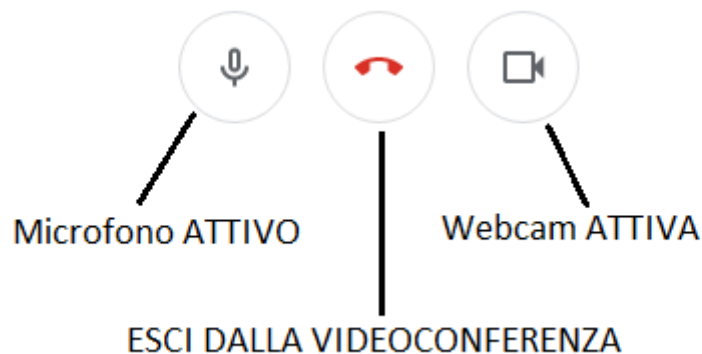 Microfono ATTIVO
Webcam ATTIVA
ESCI DALLA VIDEOCONFERENZA